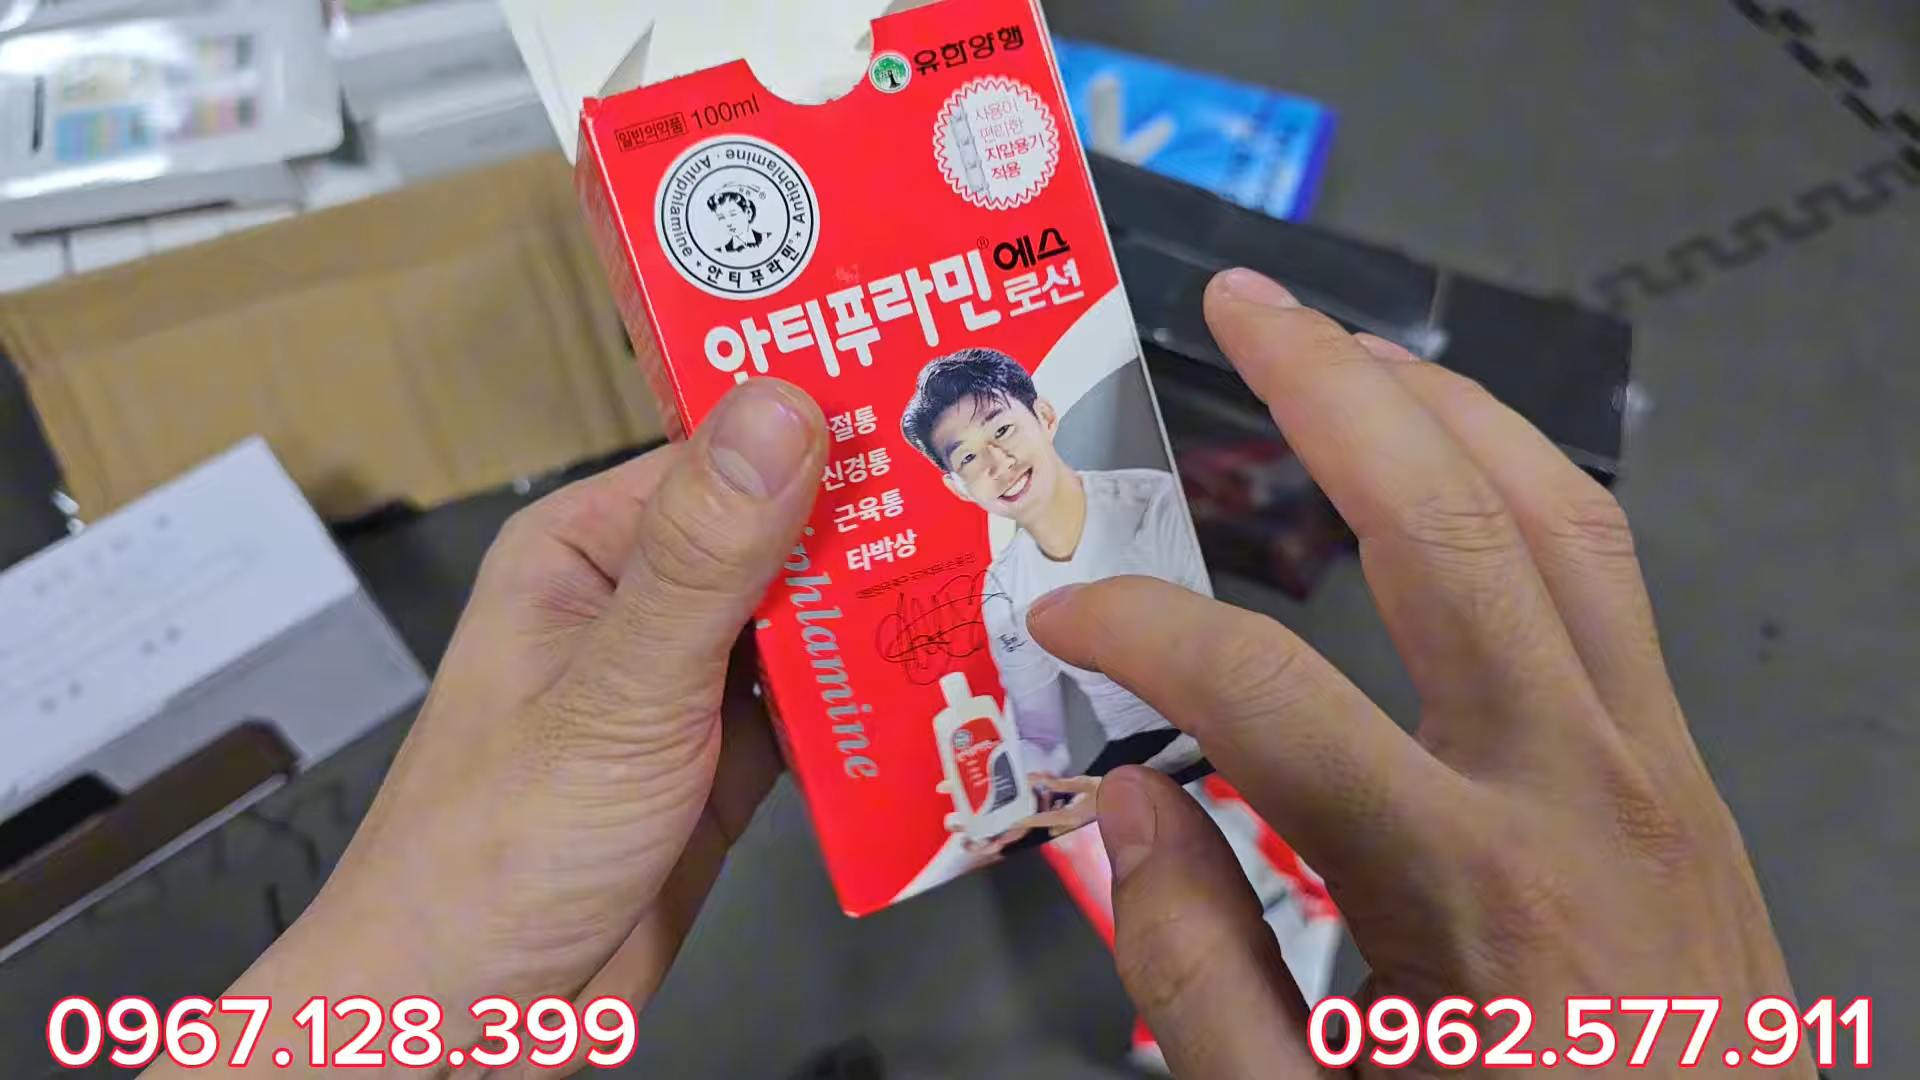 유한양행
일반의약품 100ml
사용이
편리한
지압용기
적용
Antiphlamine · Antiphlamine · 안티푸라민
안티푸라민® 에스
로션
절통
신경통
근육통
타박상
phlamine
0967.128.399
0962.577.911